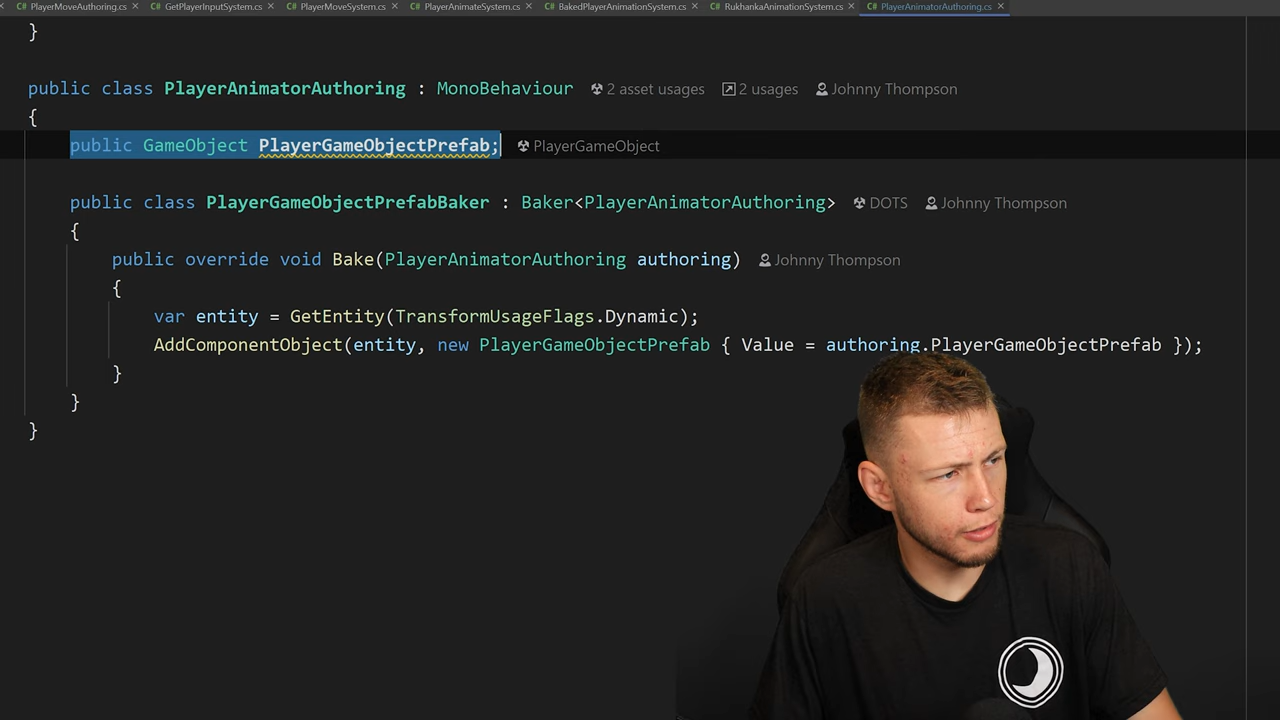 PlayerMoveAuthoring.cs GetPlayerInputSystem.cs PlayerMoveSystem.cs PlayerAnimateSystem.cs BakedPlayerAnimationSystem.cs RukhankaAnimationSystem.cs PlayerAnimatorAuthoring.cs
}
public class PlayerAnimatorAuthoring : MonoBehaviour 2 asset usages 2 usages Johnny Thompson
{
public GameObject PlayerGameObjectPrefab; PlayerGameObject
public class PlayerGameObjectPrefabBaker : Baker<PlayerAnimatorAuthoring> DOTS Johnny Thompson
{
public override void Bake(PlayerAnimatorAuthoring authoring) Johnny Thompson
{
var entity = GetEntity(TransformUsageFlags.Dynamic);
AddComponentObject(entity, new PlayerGameObjectPrefab { Value = authoring.PlayerGameObjectPrefab });
}
}
}